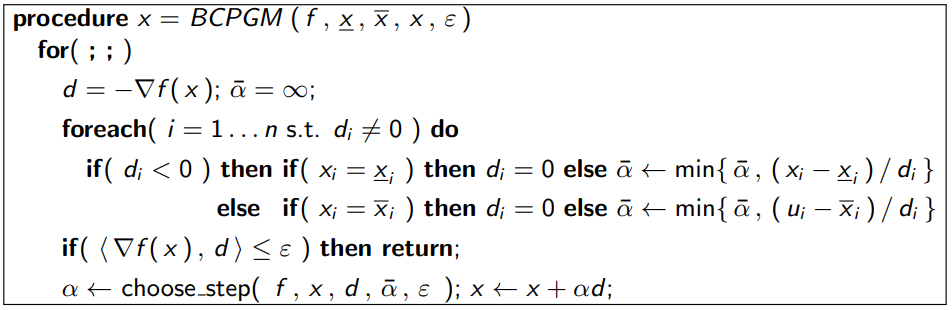 procedure x = BCPGM ( f , x̲ , x̅ , x , ε )
for( ; ; )
d = −∇f( x ); ᾱ = ∞;
foreach( i = 1 … n s.t. dᵢ ≠ 0 ) do
if( dᵢ < 0 ) then if( xᵢ = x̲ᵢ ) then dᵢ = 0 else ᾱ ← min{ ᾱ , ( xᵢ − x̲ᵢ ) / dᵢ }
else if( xᵢ = x̅ᵢ ) then dᵢ = 0 else ᾱ ← min{ ᾱ , ( uᵢ − x̅ᵢ ) / dᵢ }
if( ⟨ ∇f( x ) , d ⟩ ≤ ε ) then return;
α ← choose_step( f , x , d , ᾱ , ε ); x ← x + αd;